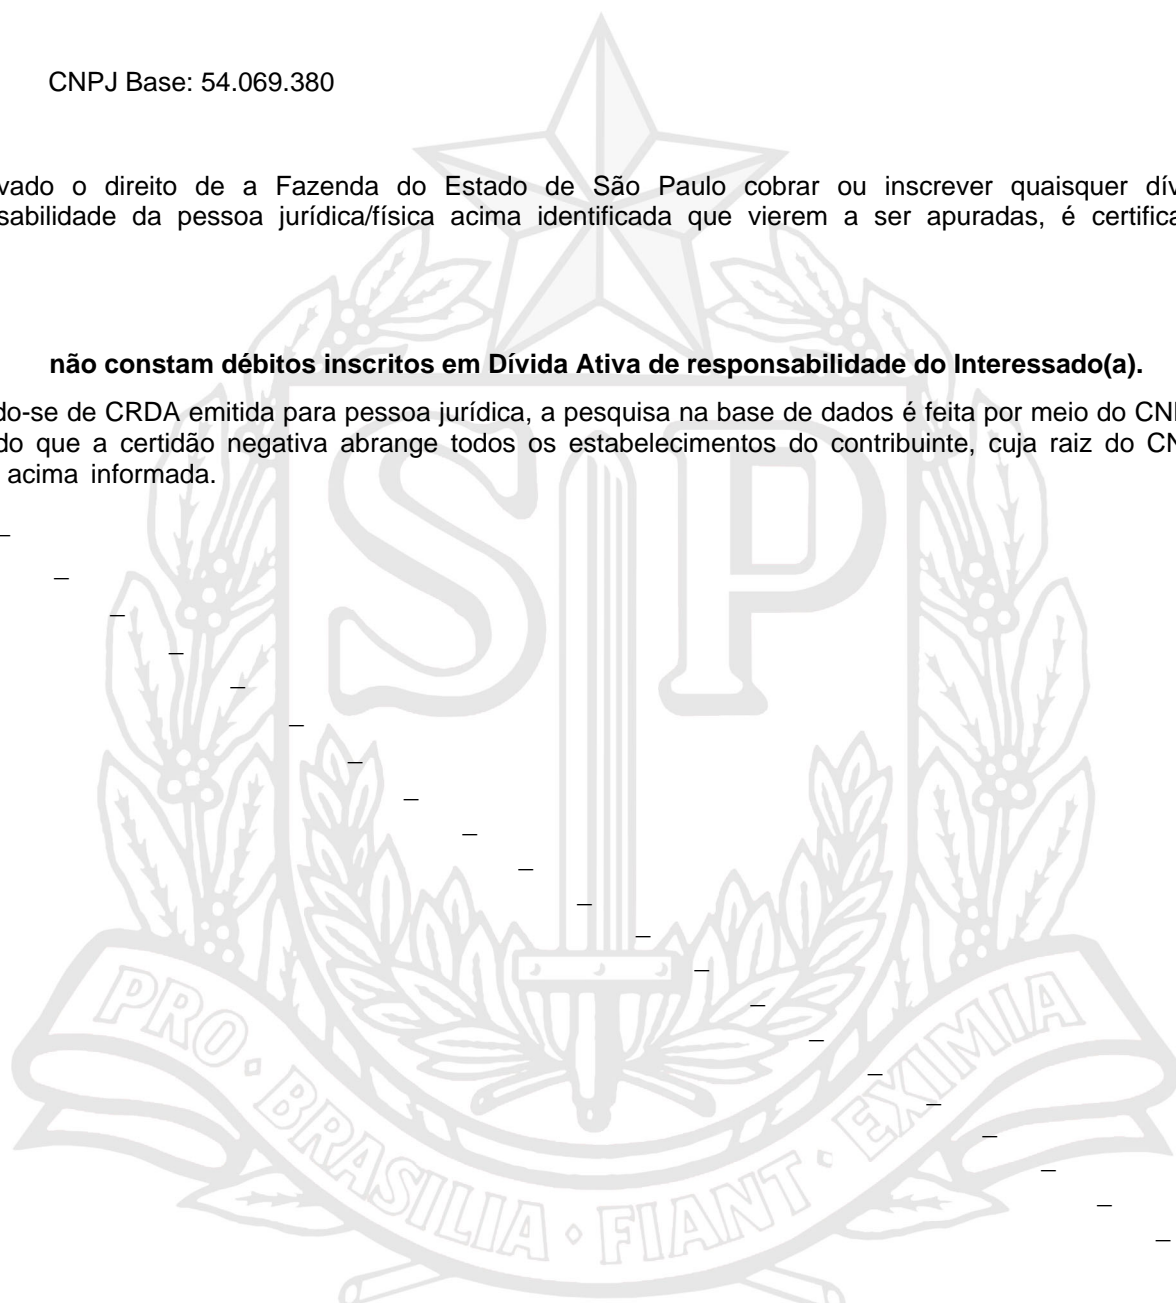 CNPJ Base: 54.069.380
vado o direito de a Fazenda do Estado de São Paulo cobrar ou inscrever quaisquer dív
sabilidade da pessoa jurídica/física acima identificada que vierem a ser apuradas, é certifica
não constam débitos inscritos em Dívida Ativa de responsabilidade do Interessado(a).
do-se de CRDA emitida para pessoa jurídica, a pesquisa na base de dados é feita por meio do CN
do que a certidão negativa abrange todos os estabelecimentos do contribuinte, cuja raiz do CN
acima informada.
SP
PRO · BRASILIA · FIANT · EXIMIA